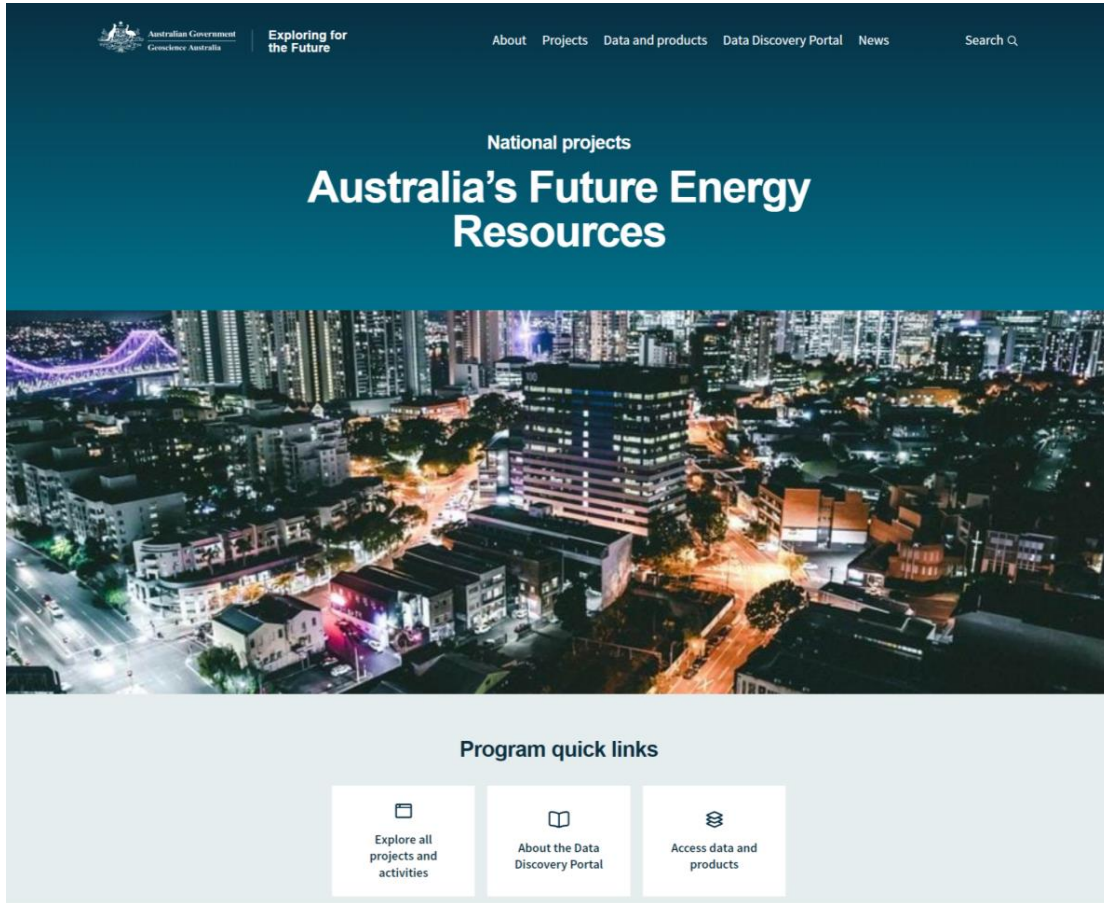 Australian Government
Geoscience Australia
Exploring for
the Future
About Projects Data and products Data Discovery Portal News Search
National projects
Australia’s Future Energy
Resources
Program quick links
Explore all
projects and
activities
About the Data
Discovery Portal
Access data and
products